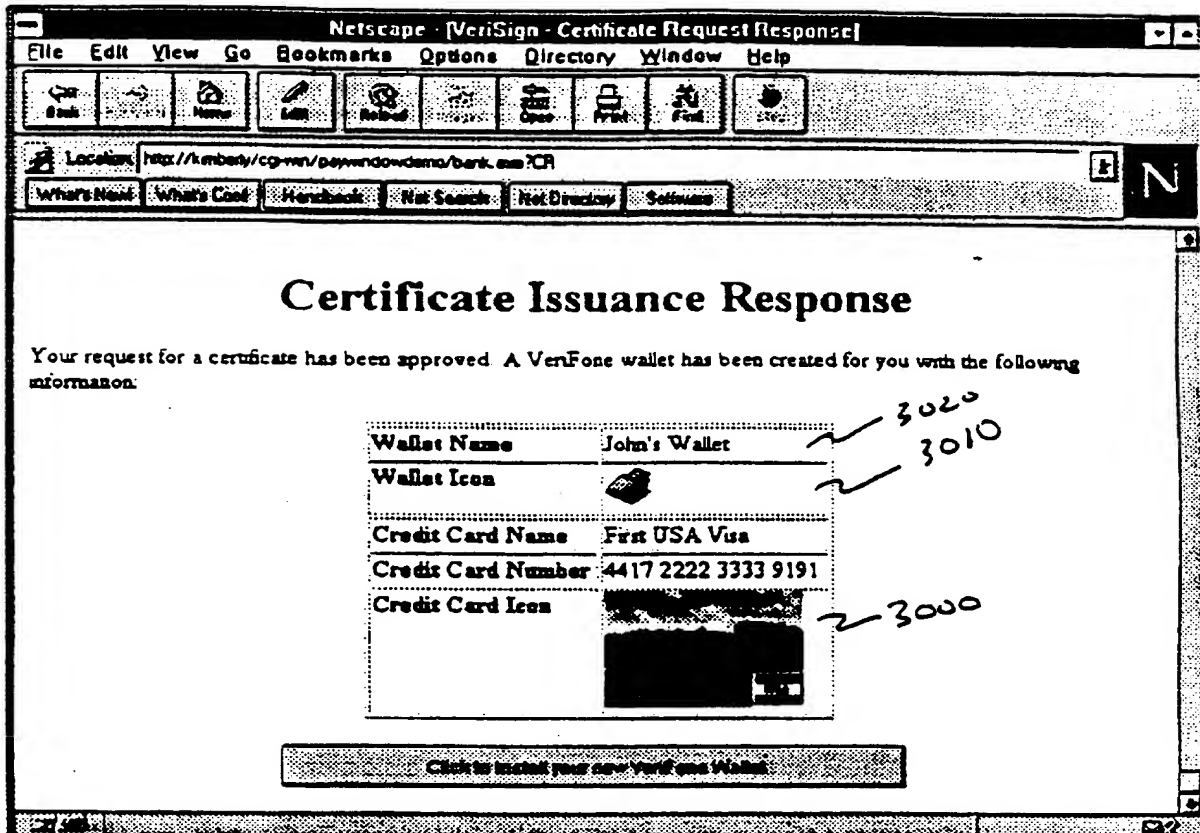 Netscape - [VeriSign - Certificate Request Response]
File Edit View Go Bookmarks Options Directory Window Help
Back Home Edit Reload Open Print Find
Location: http://kimberly/cgi-win/paywindowdemo/bank.exe?CR
What's New! What's Cool! Handbook Net Search Net Directory Software
N
Certificate Issuance Response
Your request for a certificate has been approved. A VeriFone wallet has been created for you with the following
information:
Wallet Name John's Wallet 3020
Wallet Icon 3010
Credit Card Name First USA Visa
Credit Card Number 4417 2222 3333 9191
Credit Card Icon 3000
Click to install your new VeriFone Wallet